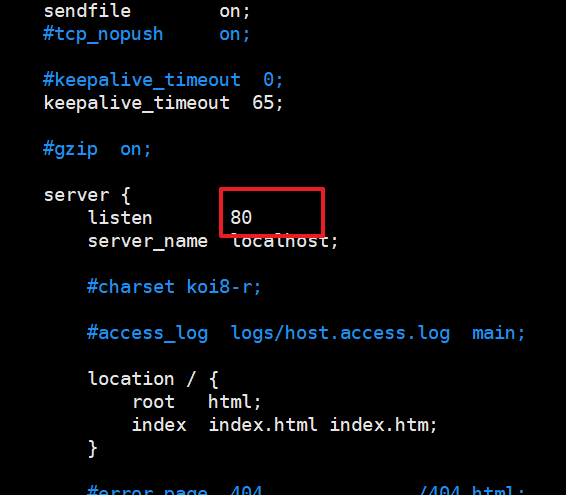 sendfile        on;
#tcp_nopush     on;
#keepalive_timeout  0;
keepalive_timeout  65;
#gzip  on;
server {
listen       80
server_name  localhost;
#charset koi8-r;
#access_log  logs/host.access.log  main;
location / {
root   html;
index  index.html index.htm;
}
#error_page  404              /404.html;